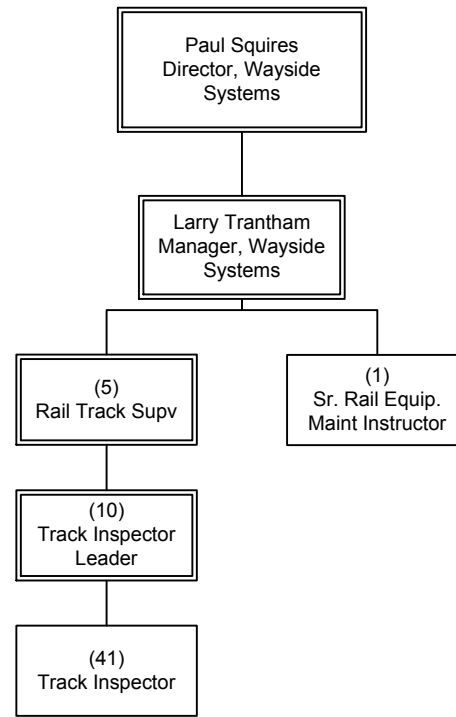 Paul Squires
Director, Wayside
Systems
Larry Trantham
Manager, Wayside
Systems
(5)
Rail Track Supv
(1)
Sr. Rail Equip.
Maint Instructor
(10)
Track Inspector
Leader
(41)
Track Inspector